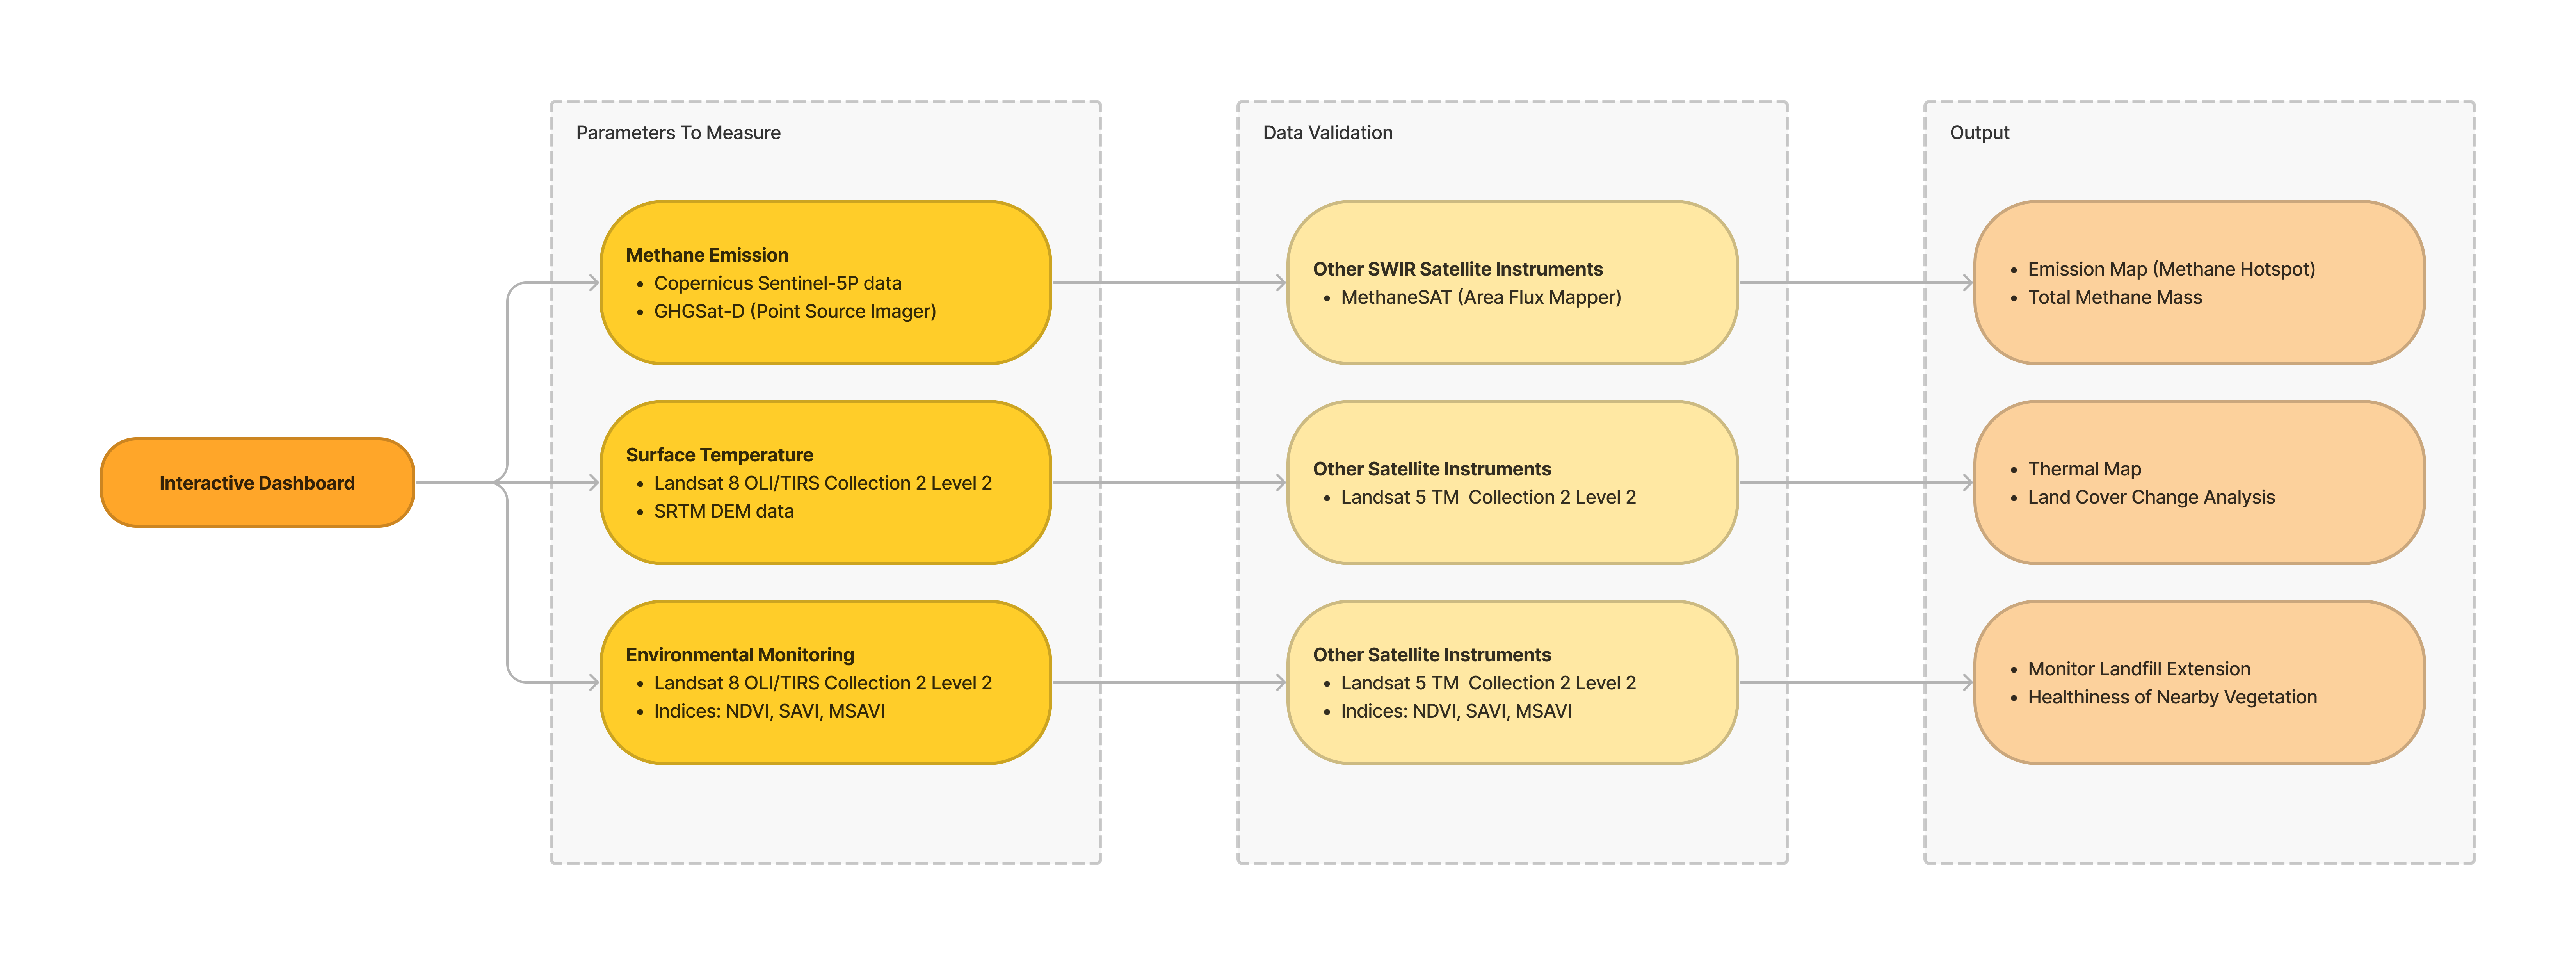 Interactive Dashboard
Parameters To Measure
Methane Emission
• Copernicus Sentinel-5P data
• GHGSat-D (Point Source Imager)
Surface Temperature
• Landsat 8 OLI/TIRS Collection 2 Level 2
• SRTM DEM data
Environmental Monitoring
• Landsat 8 OLI/TIRS Collection 2 Level 2
• Indices: NDVI, SAVI, MSAVI
Data Validation
Other SWIR Satellite Instruments
• MethaneSAT (Area Flux Mapper)
Other Satellite Instruments
• Landsat 5 TM  Collection 2 Level 2
Other Satellite Instruments
• Landsat 5 TM  Collection 2 Level 2
• Indices: NDVI, SAVI, MSAVI
Output
• Emission Map (Methane Hotspot)
• Total Methane Mass
• Thermal Map
• Land Cover Change Analysis
• Monitor Landfill Extension
• Healthiness of Nearby Vegetation